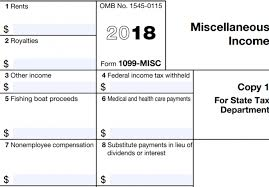 1 Rents
$
2 Royalties
$
OMB No. 1545-0115
2018
Form 1099-MISC
Miscellaneous
Income
3 Other income
$
4 Federal income tax withheld
$
Copy 1
For State Tax
Department
5 Fishing boat proceeds
$
6 Medical and health care payments
$
7 Nonemployee compensation
$
8 Substitute payments in lieu of
dividends or interest
$